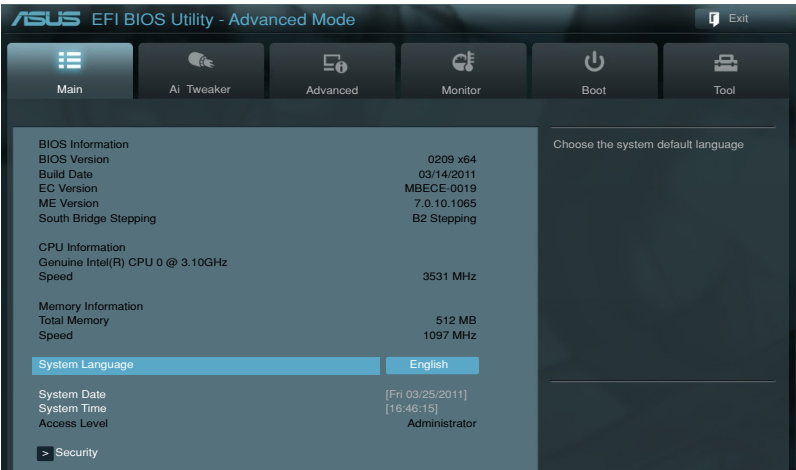 ASUS EFI BIOS Utility - Advanced Mode
Exit
Main
Ai Tweaker
Advanced
Monitor
Boot
Tool
BIOS Information
BIOS Version 0209 x64
Build Date 03/14/2011
EC Version MBECE-0019
ME Version 7.0.10.1065
South Bridge Stepping B2 Stepping
CPU Information
Genuine Intel(R) CPU 0 @ 3.10GHz
Speed 3531 MHz
Memory Information
Total Memory 512 MB
Speed 1097 MHz
System Language English
System Date [Fri 03/25/2011]
System Time [16:46:15]
Access Level Administrator
> Security
Choose the system default language